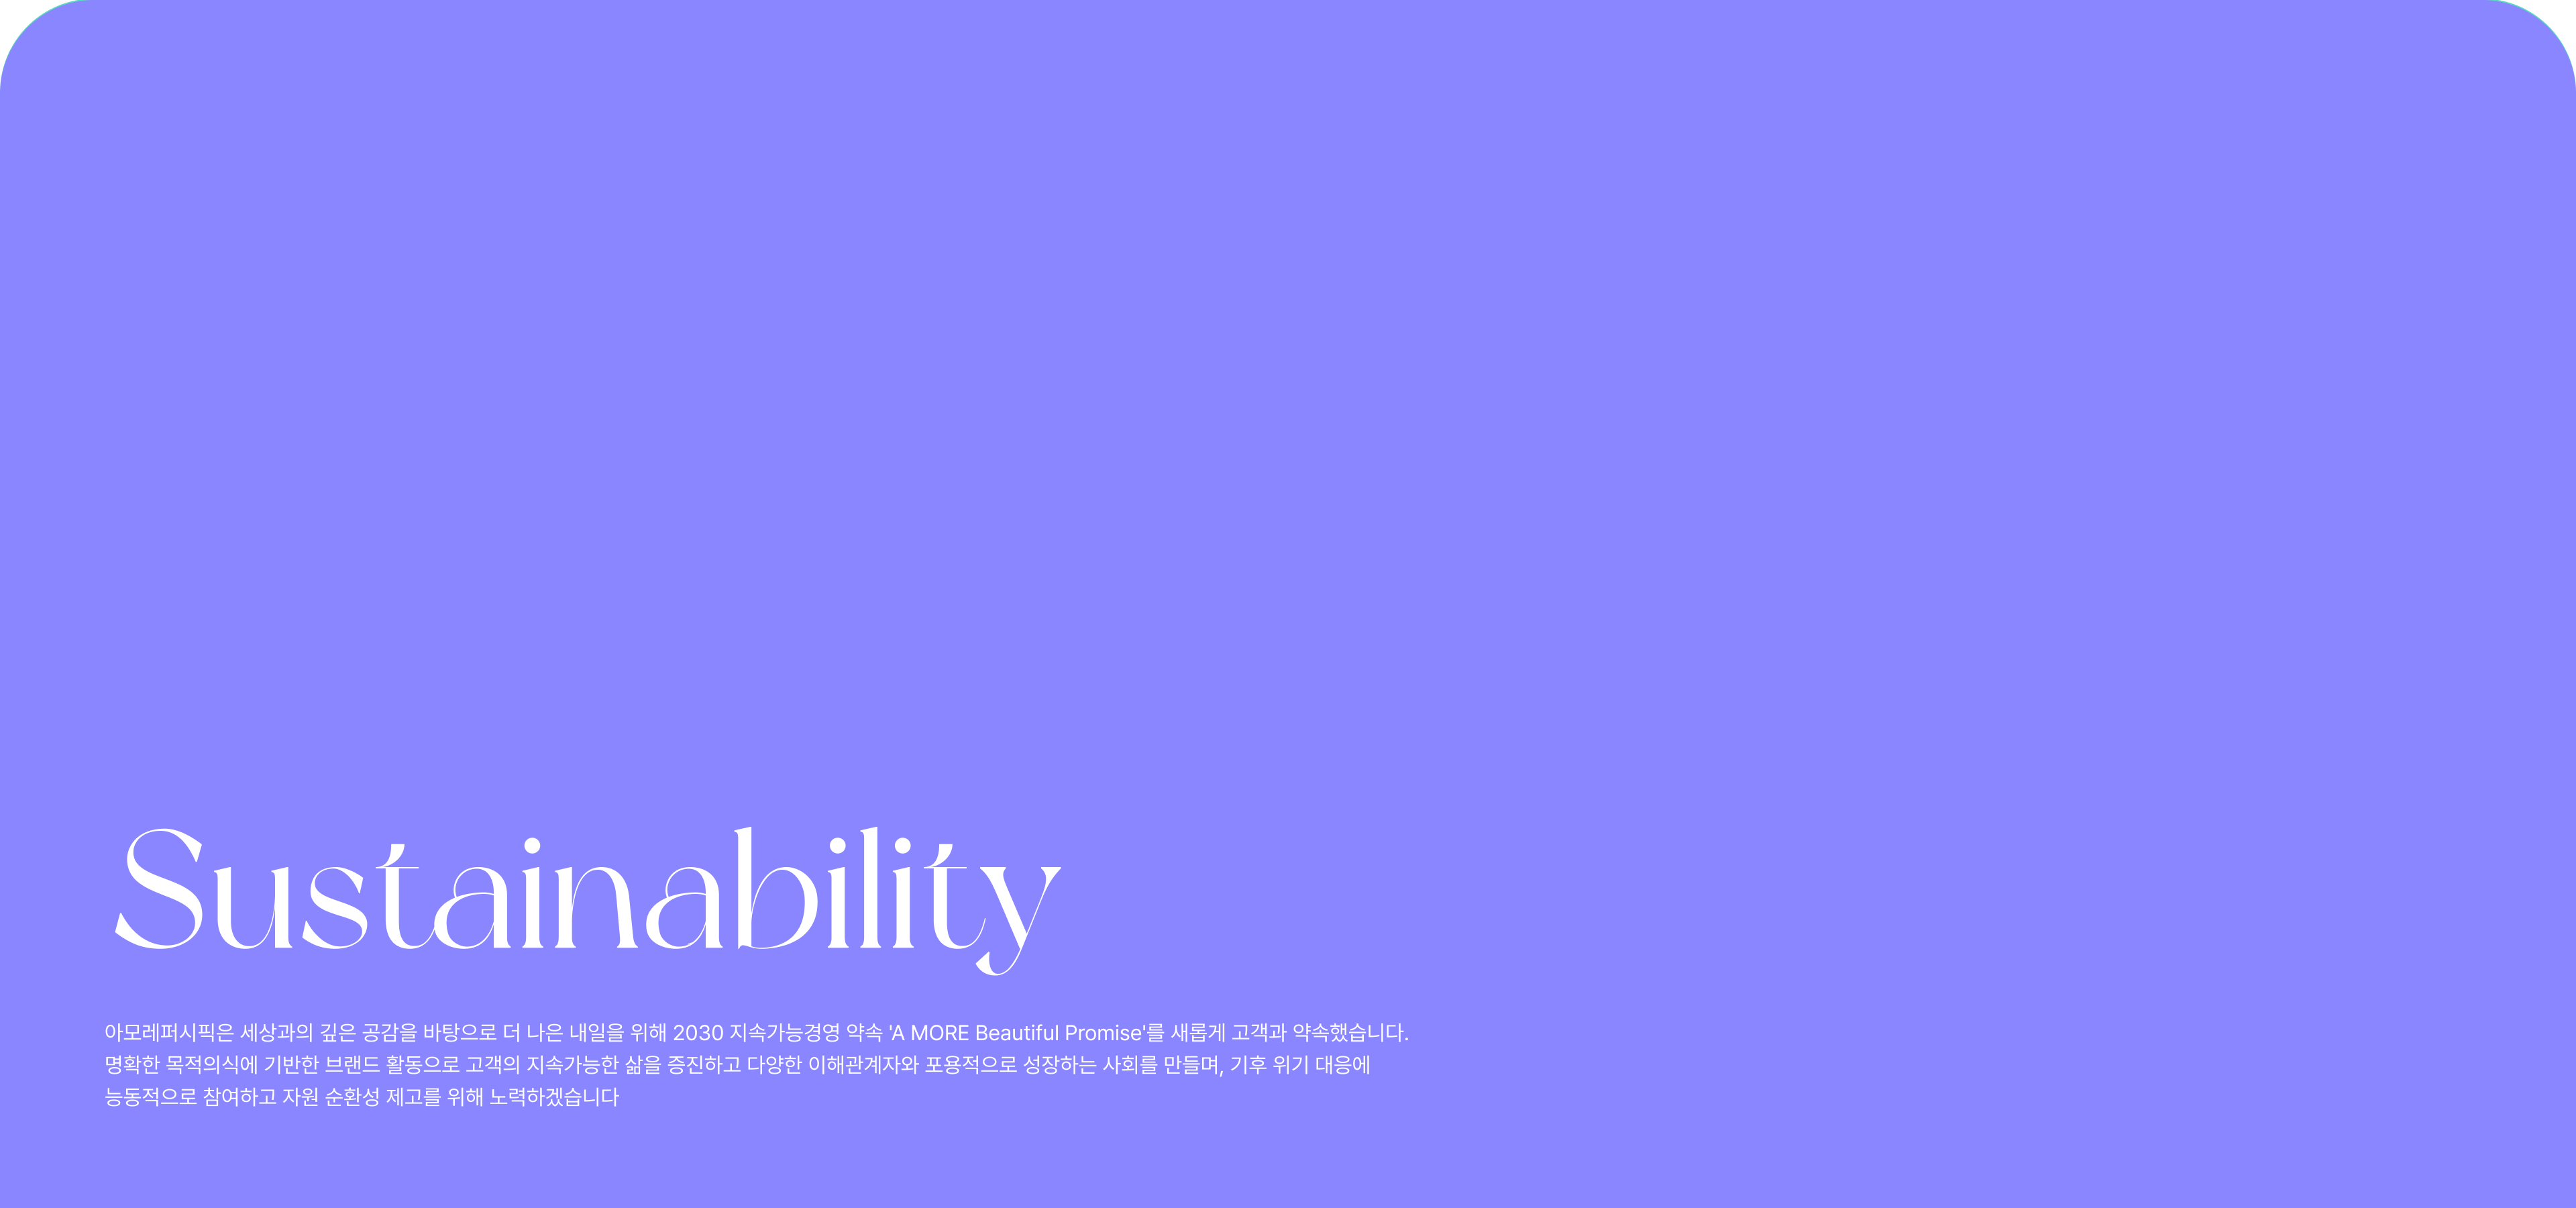 Sustainability
아모레퍼시픽은 세상과의 깊은 공감을 바탕으로 더 나은 내일을 위해 2030 지속가능경영 약속 'A MORE Beautiful Promise'를 새롭게 고객과 약속했습니다.
명확한 목적의식에 기반한 브랜드 활동으로 고객의 지속가능한 삶을 증진하고 다양한 이해관계자와 포용적으로 성장하는 사회를 만들며, 기후 위기 대응에
능동적으로 참여하고 자원 순환성 제고를 위해 노력하겠습니다